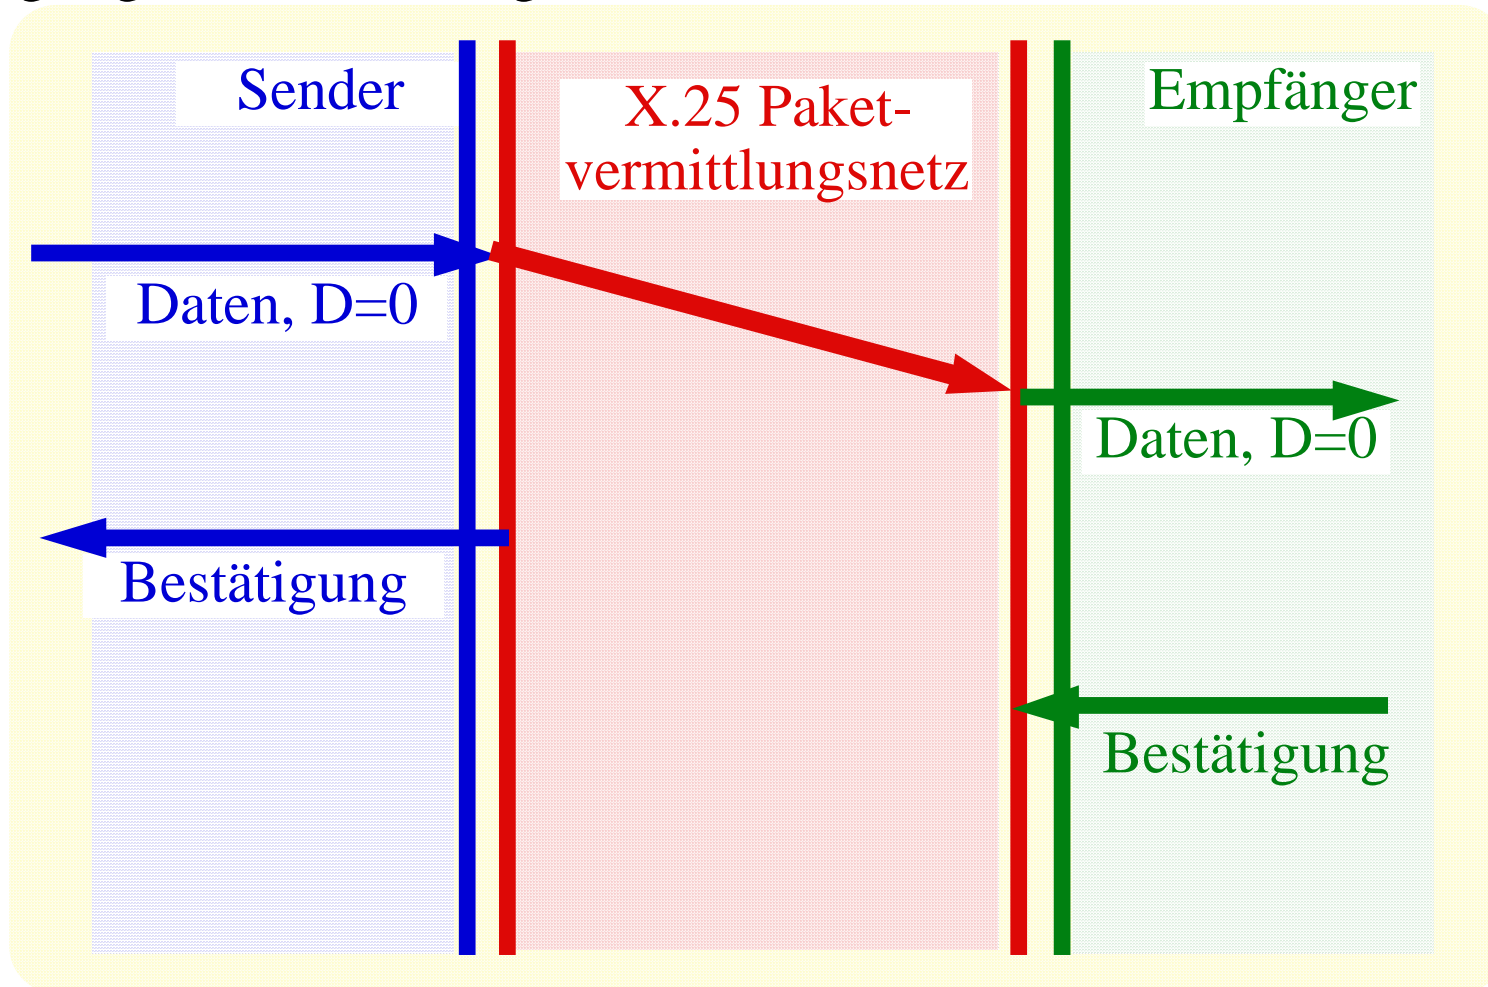 Sender
X.25 Paket-
vermittlungsnetz
Empfänger
Daten, D=0
Daten, D=0
Bestätigung
Bestätigung